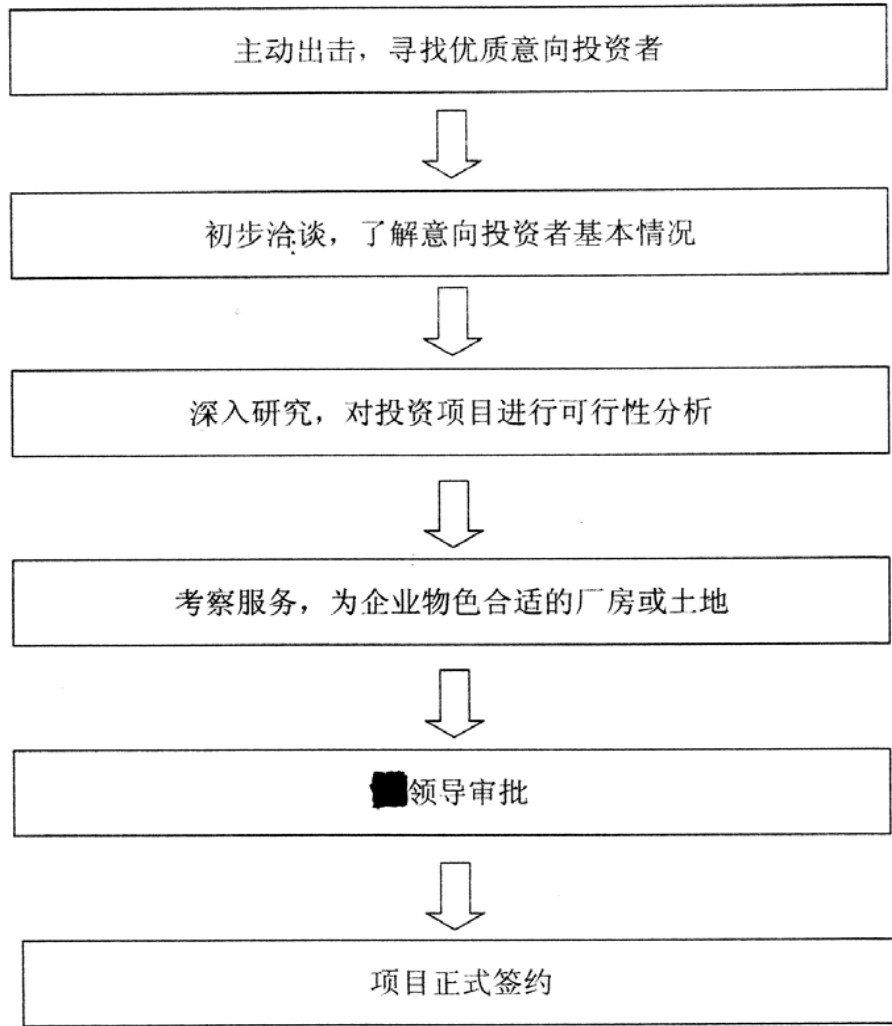 主动出击，寻找优质意向投资者
初步洽谈，了解意向投资者基本情况
深入研究，对投资项目进行可行性分析
考察服务，为企业物色合适的厂房或土地
领导审批
项目正式签约